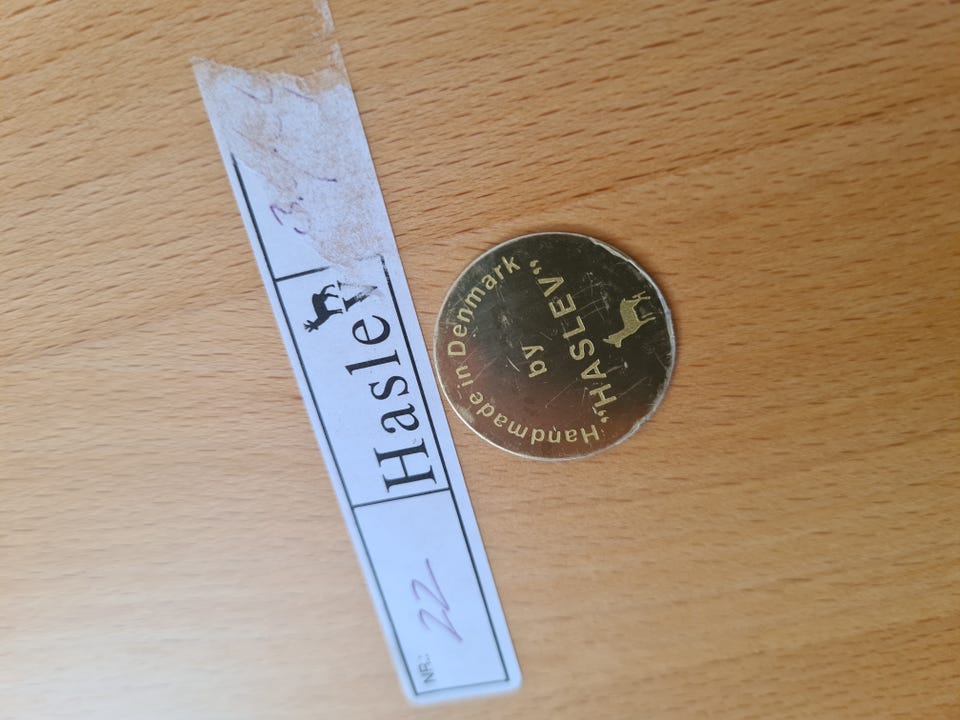 NR.: 22
Haslev
Handmade in Denmark
by
"HASLEV"